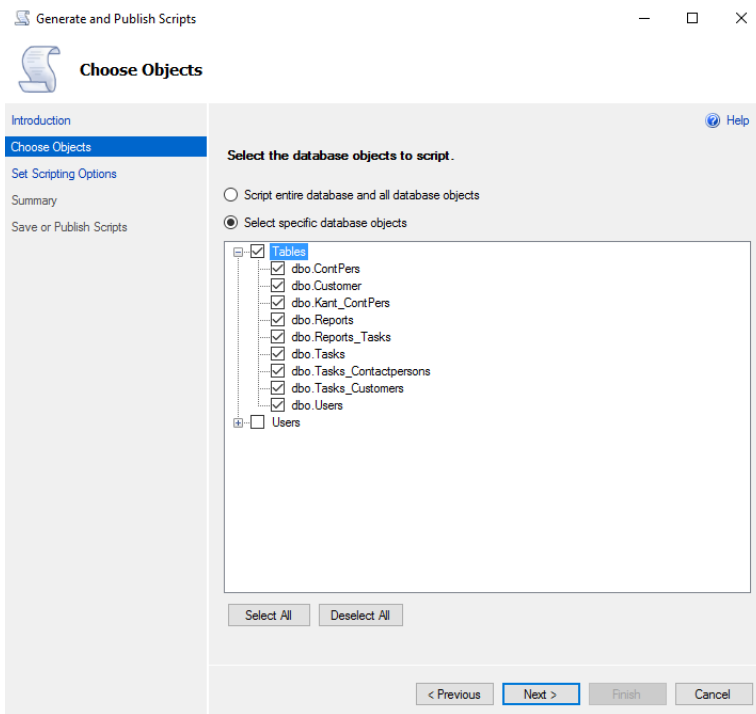 Generate and Publish Scripts
Choose Objects
Introduction
Choose Objects
Set Scripting Options
Summary
Save or Publish Scripts
Help
Select the database objects to script.
Script entire database and all database objects
Select specific database objects
Tables
dbo.ContPers
dbo.Customer
dbo.Kant_ContPers
dbo.Reports
dbo.Reports_Tasks
dbo.Tasks
dbo.Tasks_Contactpersons
dbo.Tasks_Customers
dbo.Users
Users
Select All Deselect All
< Previous Next > Finish Cancel